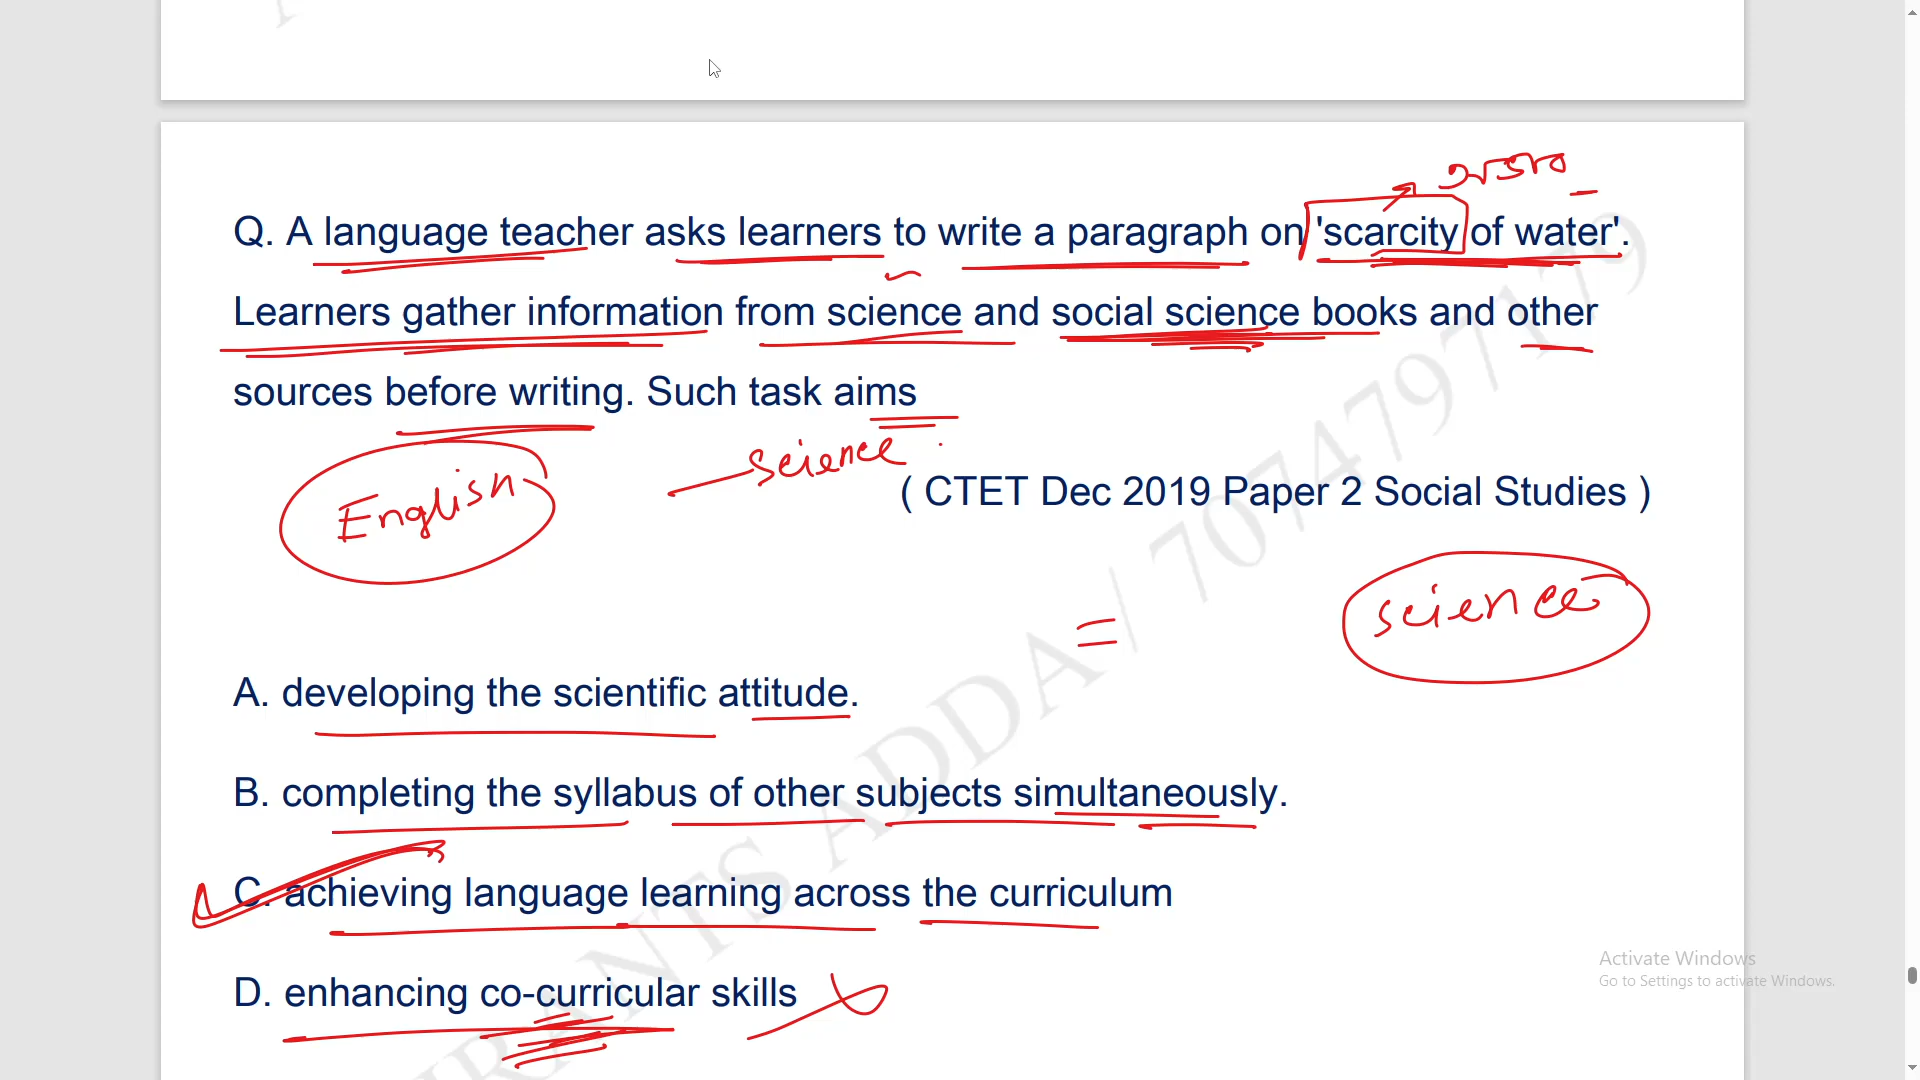 Q. A language teacher asks learners to write a paragraph on 'scarcity of water'.
Learners gather information from science and social science books and other
sources before writing. Such task aims
science
English
( CTET Dec 2019 Paper 2 Social Studies )
science
A. developing the scientific attitude.
B. completing the syllabus of other subjects simultaneously.
C. achieving language learning across the curriculum
D. enhancing co-curricular skills
RANTS ADDA / 7074797179
Activate Windows
Go to Settings to activate Windows.